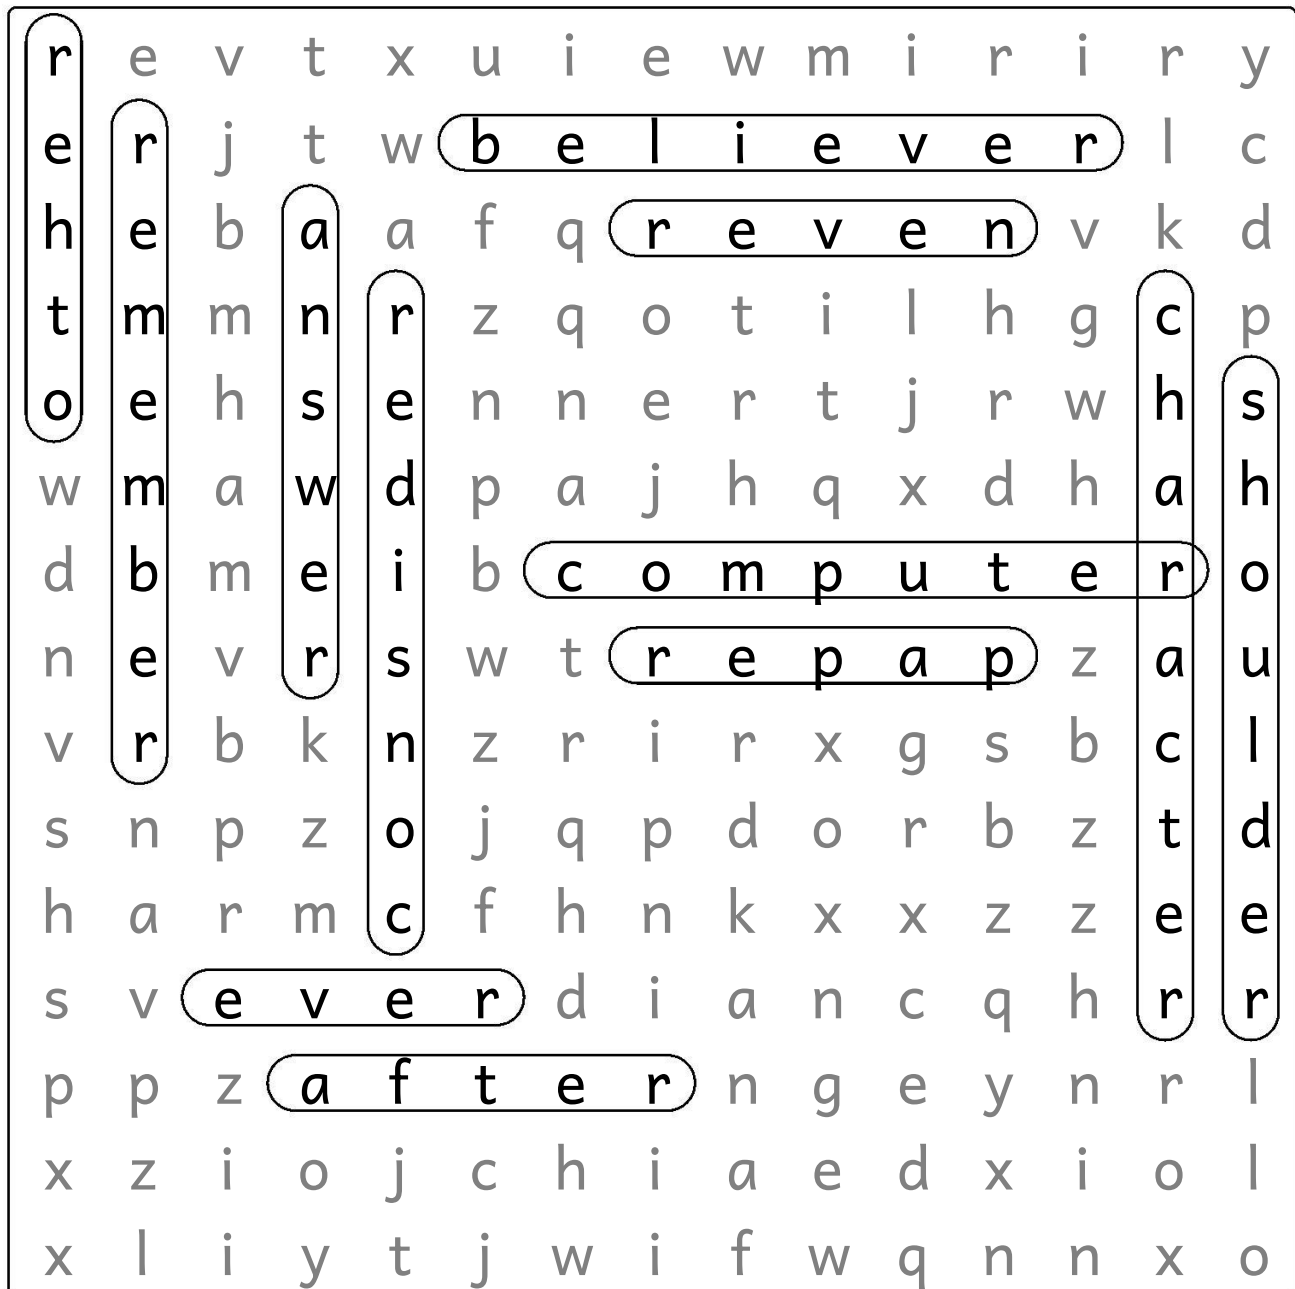 r e v t x u i e w m i r i r y
e r j t w b e l i e v e r l c
h e b a a f q r e v e n v k d
t m m n r z q o t i l h g c p
o e h s e n n e r t j r w h s
w m a w d p a j h q x d h a h
d b m e i b c o m p u t e r o
n e v r s w t r e p a p z a u
v r b k n z r i r x g s b c l
s n p z o j q p d o r b z t d
h a r m c f h n k x x z z e e
s v e v e r d i a n c q h r r
p p z a f t e r n g e y n r l
x z i o j c h i a e d x i o l
x l i y t j w i f w q n n x o